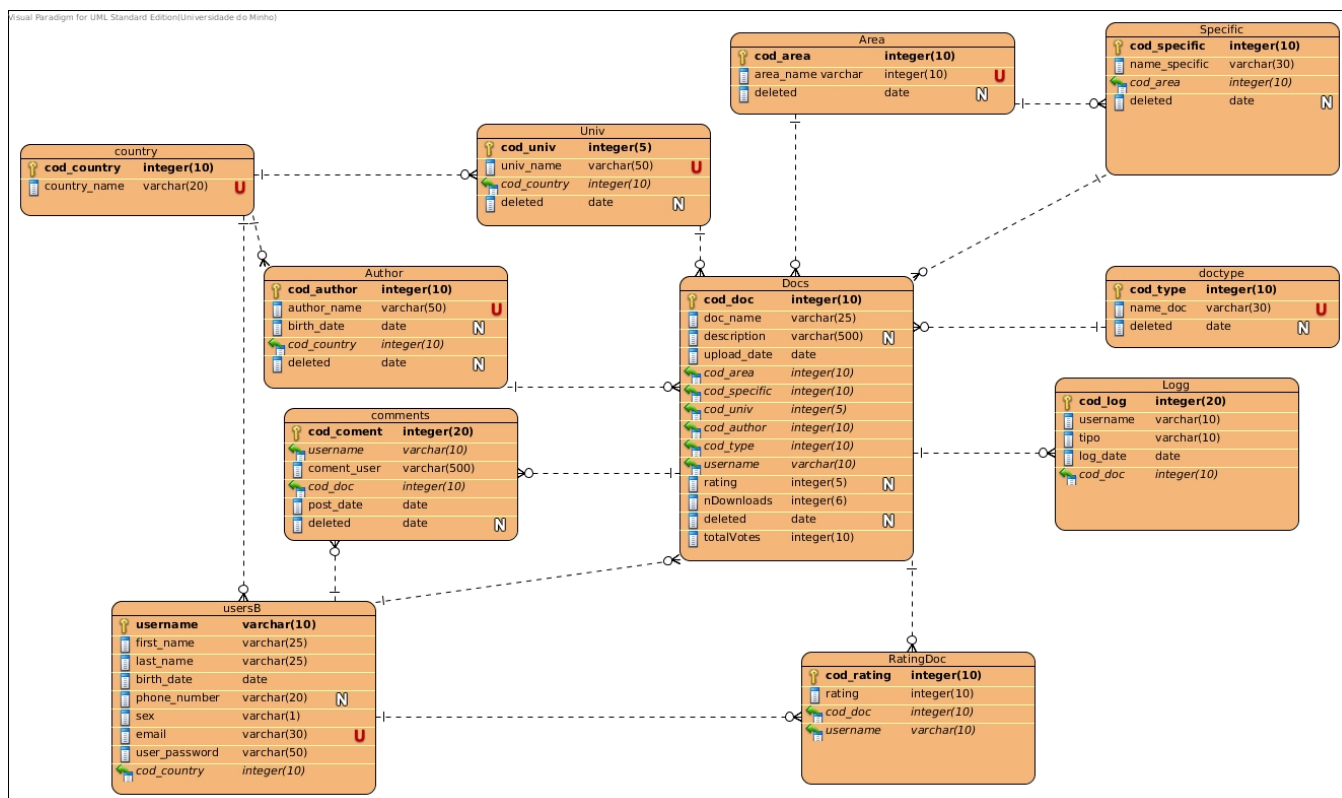 Visual Paradigm for UML Standard Edition(Universidade do Minho)
Area
cod_area integer(10)
area_name varchar integer(10) U
deleted date N
Specific
cod_specific integer(10)
name_specific varchar(30)
cod_area integer(10)
deleted date N
country
cod_country integer(10)
country_name varchar(20) U
Univ
cod_univ integer(5)
univ_name varchar(50) U
cod_country integer(10)
deleted date N
Author
cod_author integer(10)
author_name varchar(50) U
birth_date date N
cod_country integer(10)
deleted date N
Docs
cod_doc integer(10)
doc_name varchar(25)
description varchar(500) N
upload_date date
cod_area integer(10)
cod_specific integer(10)
cod_univ integer(5)
cod_author integer(10)
cod_type integer(10)
username varchar(10)
rating integer(5) N
nDownloads integer(6)
deleted date N
totalVotes integer(10)
doctype
cod_type integer(10)
name_doc varchar(30) U
deleted date N
comments
cod_coment integer(20)
username varchar(10)
coment_user varchar(500)
cod_doc integer(10)
post_date date
deleted date N
Logg
cod_log integer(20)
username varchar(10)
tipo varchar(10)
log_date date
cod_doc integer(10)
usersB
username varchar(10)
first_name varchar(25)
last_name varchar(25)
birth_date date
phone_number varchar(20) N
sex varchar(1)
email varchar(30) U
user_password varchar(50)
cod_country integer(10)
RatingDoc
cod_rating integer(10)
rating integer(10)
cod_doc integer(10)
username varchar(10)